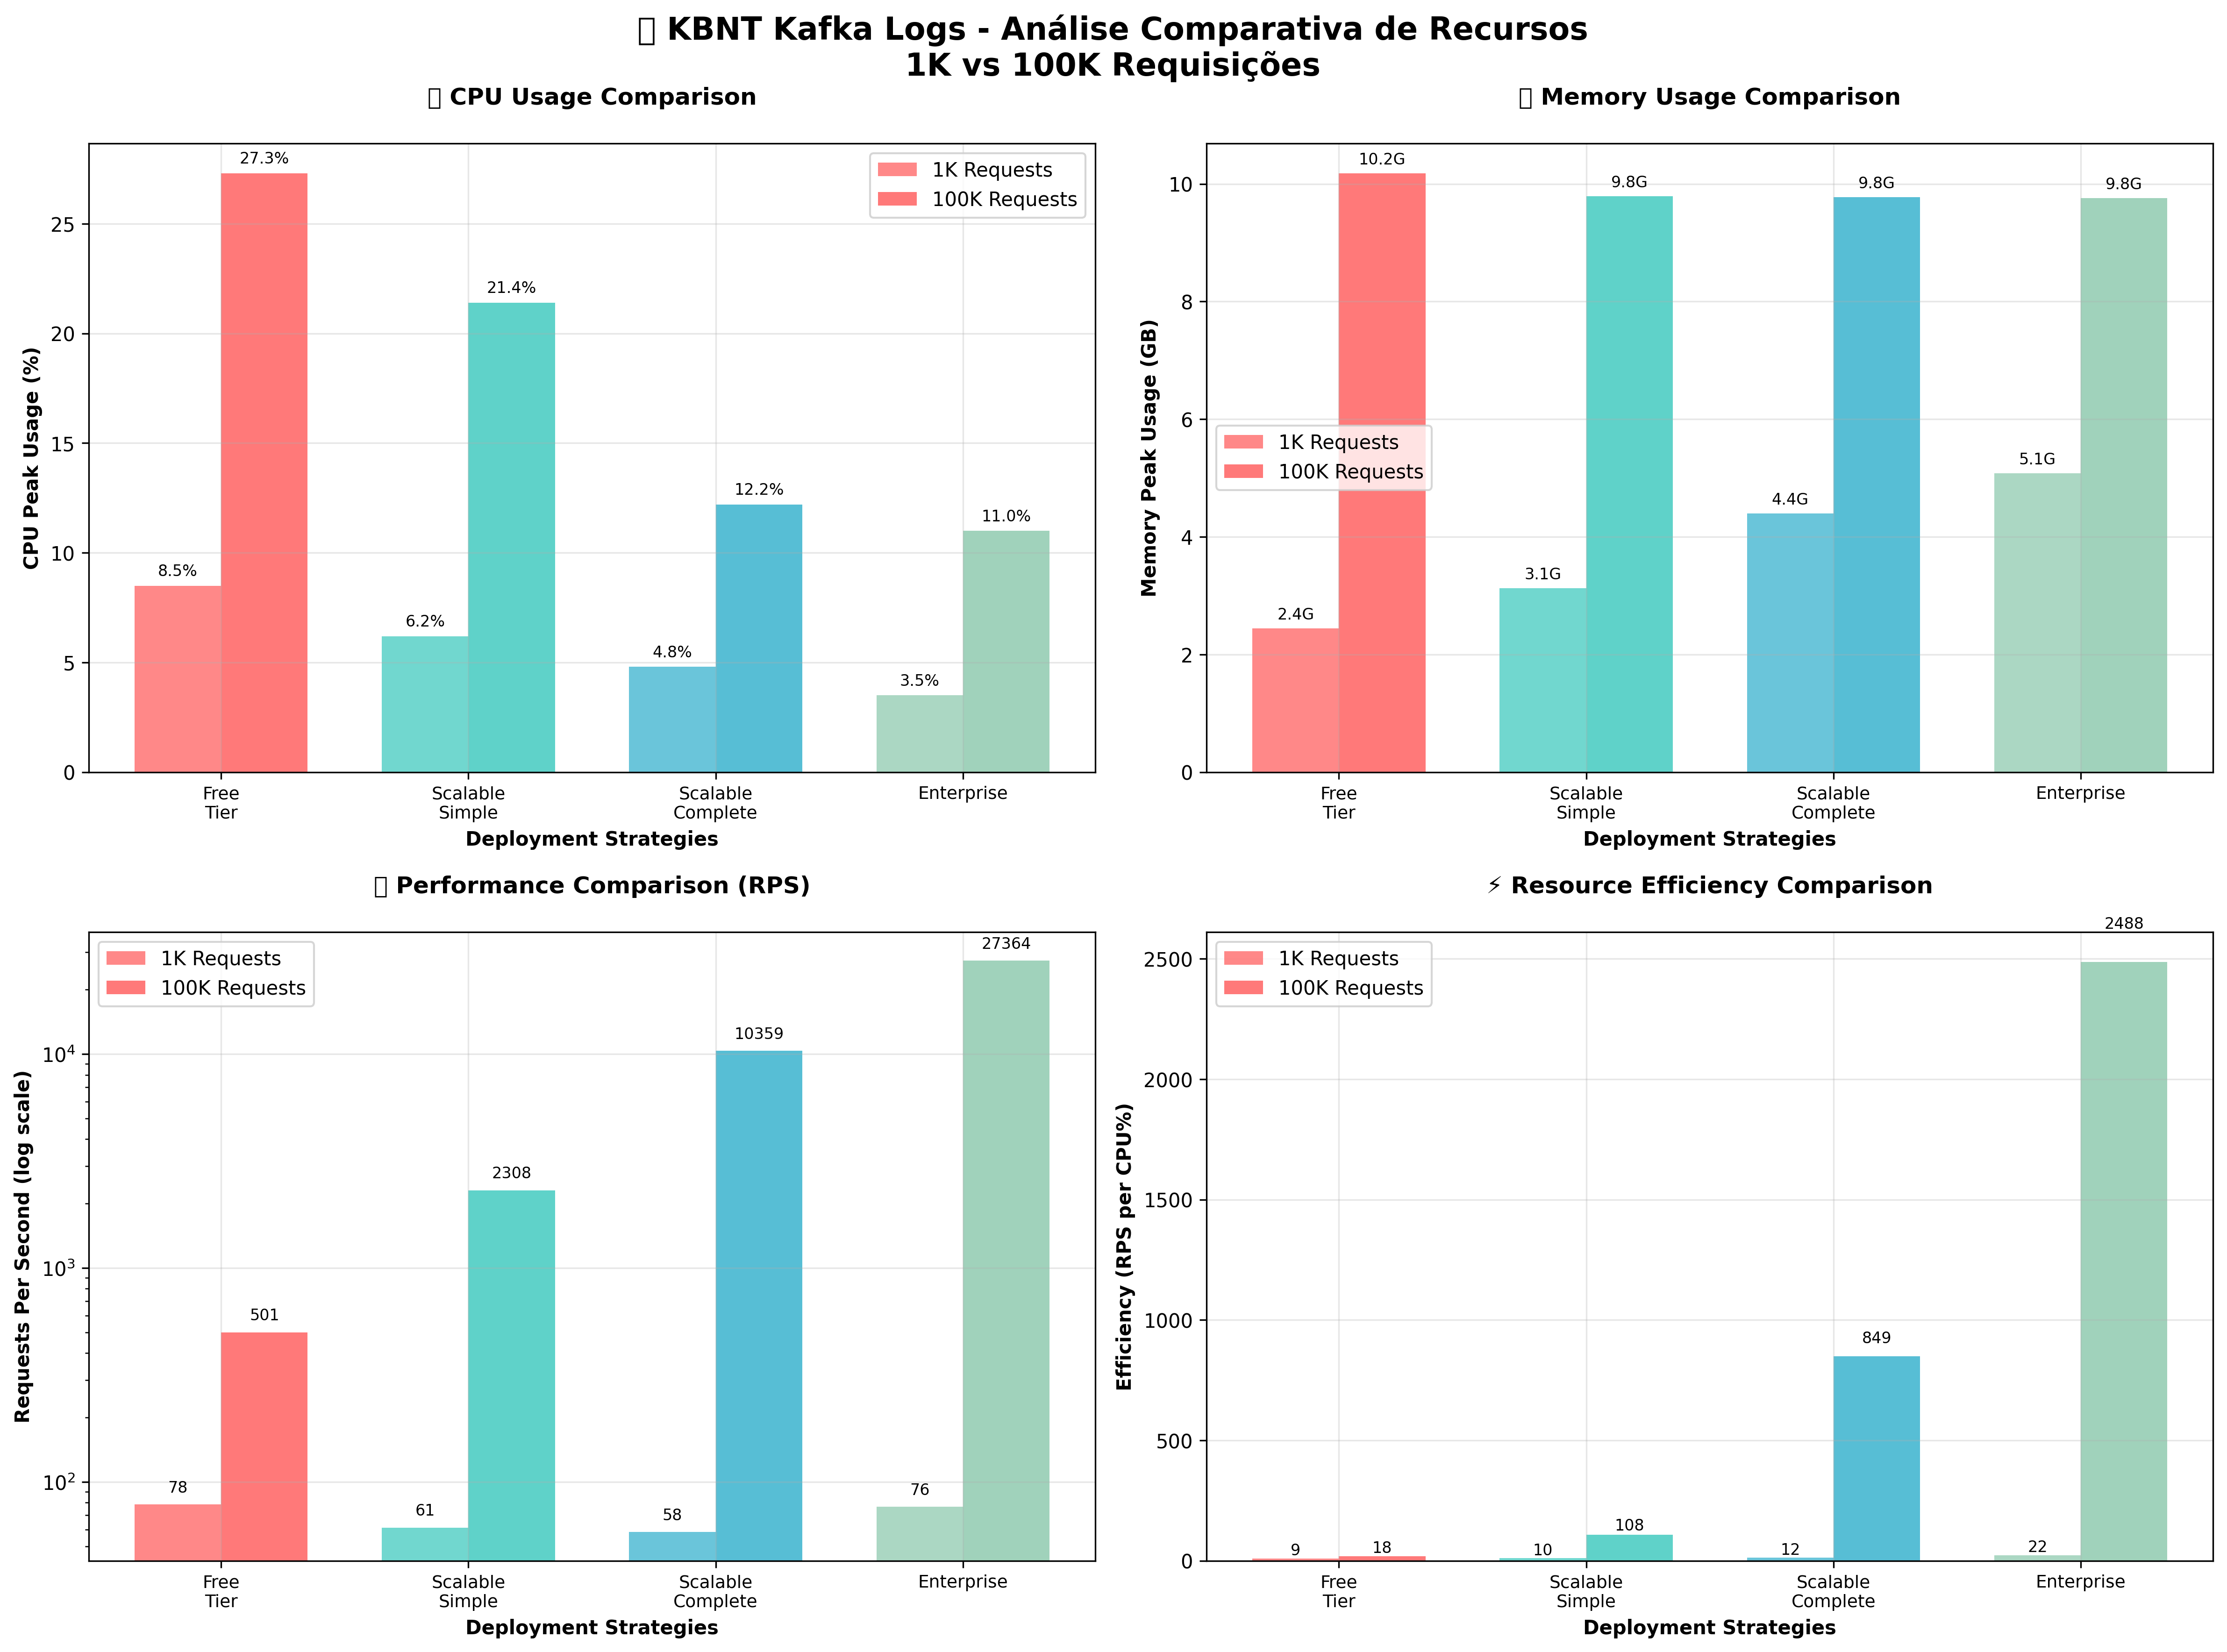 KBNT Kafka Logs - Análise Comparativa de Recursos
1K vs 100K Requisições
CPU Usage Comparison
CPU Peak Usage (%)
25
20
15
10
5
0
27.3%
21.4%
12.2%
11.0%
8.5%
6.2%
4.8%
3.5%
1K Requests
100K Requests
Free
Tier
Scalable
Simple
Scalable
Complete
Enterprise
Deployment Strategies
Memory Usage Comparison
Memory Peak Usage (GB)
10
8
6
4
2
0
10.2G
9.8G
9.8G
9.8G
2.4G
3.1G
4.4G
5.1G
1K Requests
100K Requests
Free
Tier
Scalable
Simple
Scalable
Complete
Enterprise
Deployment Strategies
Performance Comparison (RPS)
Requests Per Second (log scale)
10⁴
10³
10²
78
501
61
2308
58
10359
76
27364
1K Requests
100K Requests
Free
Tier
Scalable
Simple
Scalable
Complete
Enterprise
Deployment Strategies
⚡ Resource Efficiency Comparison
Efficiency (RPS per CPU%)
2500
2000
1500
1000
500
0
9
18
10
108
12
849
22
2488
1K Requests
100K Requests
Free
Tier
Scalable
Simple
Scalable
Complete
Enterprise
Deployment Strategies